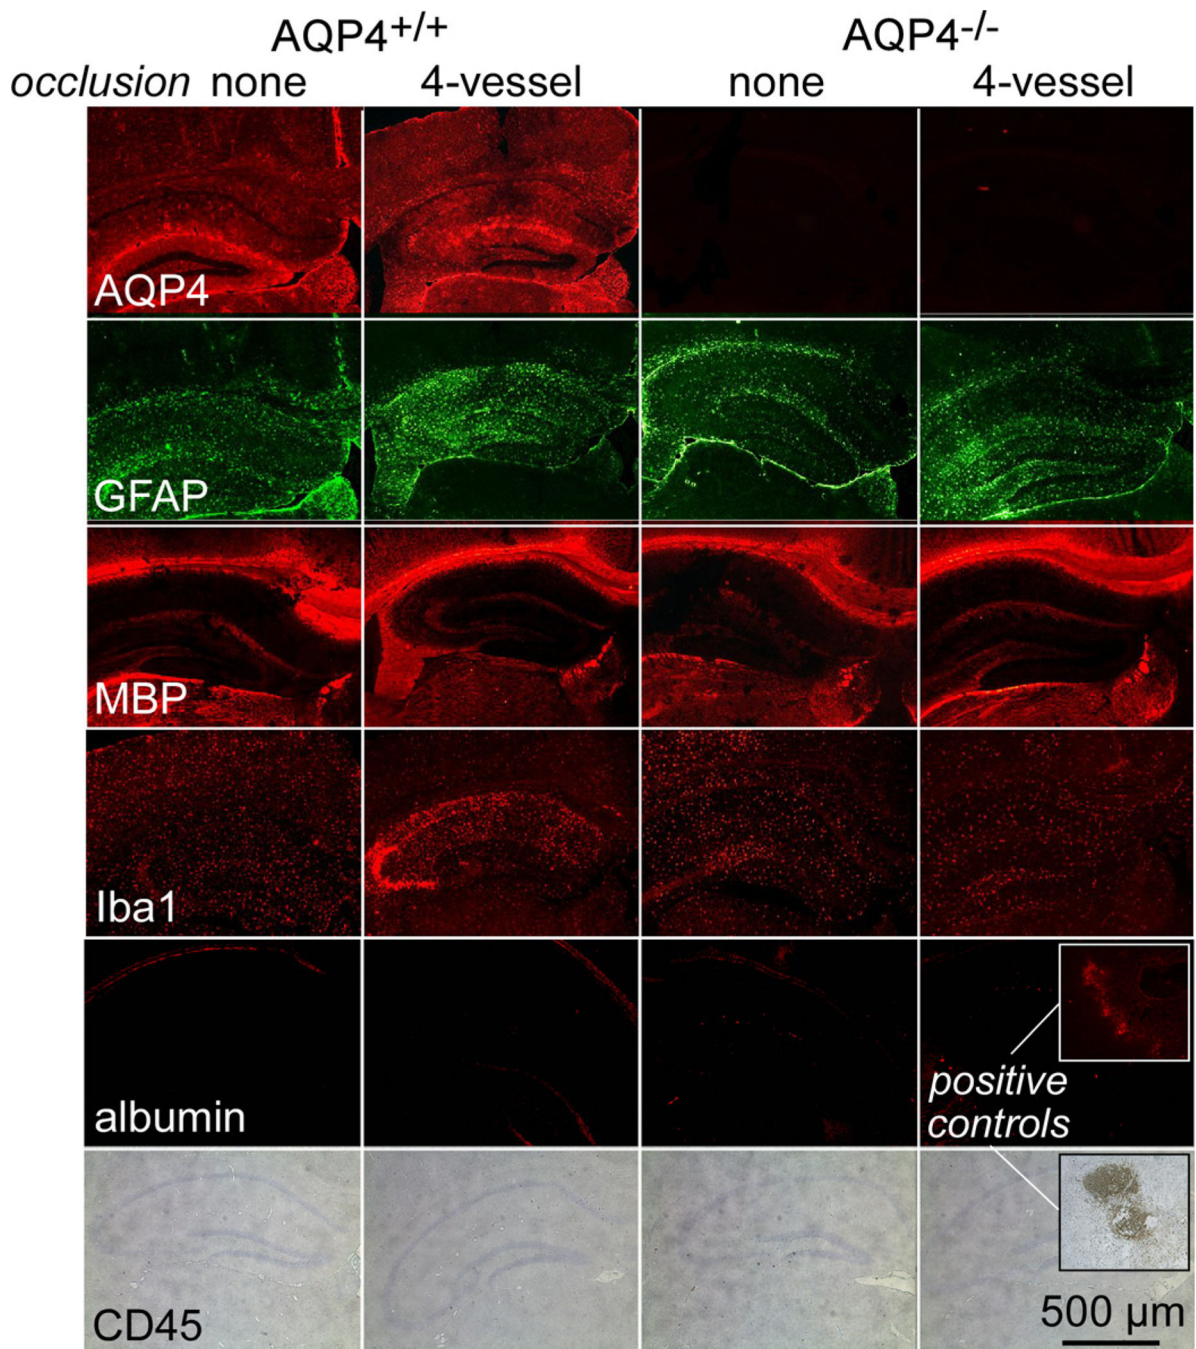 AQP4+/+ AQP4-/-
occlusion none 4-vessel none 4-vessel
AQP4
GFAP
MBP
Iba1
albumin
positive
controls
CD45
500 µm